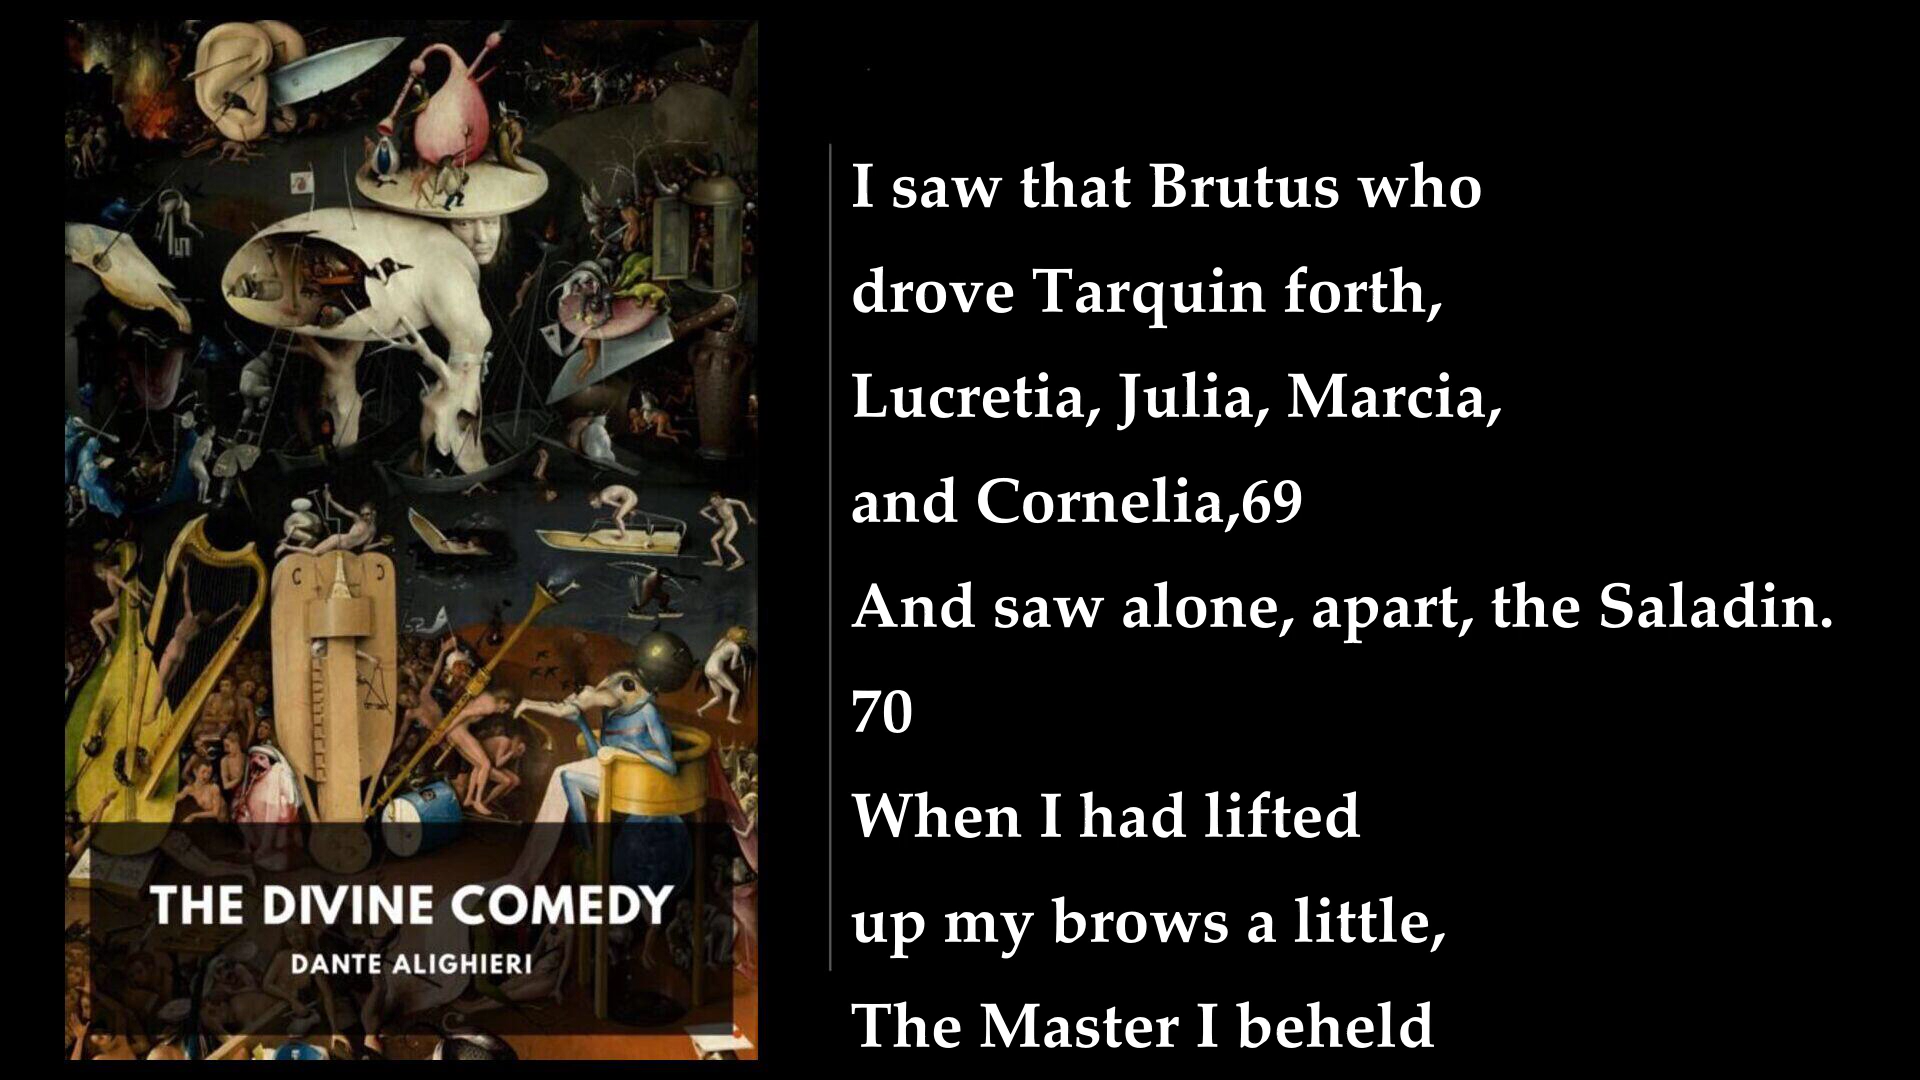 THE DIVINE COMEDY
DANTE ALIGHIERI
I saw that Brutus who
drove Tarquin forth,
Lucretia, Julia, Marcia,
and Cornelia,69
And saw alone, apart, the Saladin.
70
When I had lifted
up my brows a little,
The Master I beheld